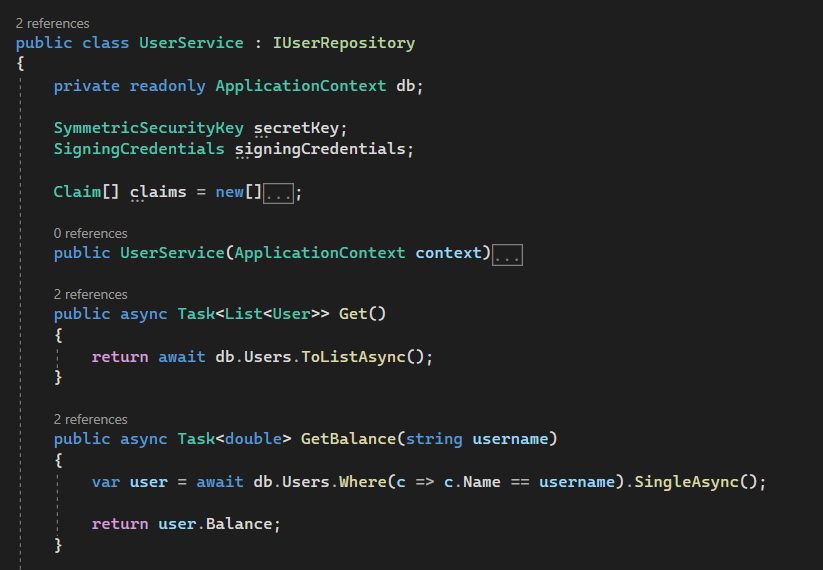 2 references
public class UserService : IUserRepository
{
private readonly ApplicationContext db;
SymmetricSecurityKey secretKey;
SigningCredentials signingCredentials;
Claim[] claims = new[]...;
0 references
public UserService(ApplicationContext context)...
2 references
public async Task<List<User>> Get()
{
return await db.Users.ToListAsync();
}
2 references
public async Task<double> GetBalance(string username)
{
var user = await db.Users.Where(c => c.Name == username).SingleAsync();
return user.Balance;
}